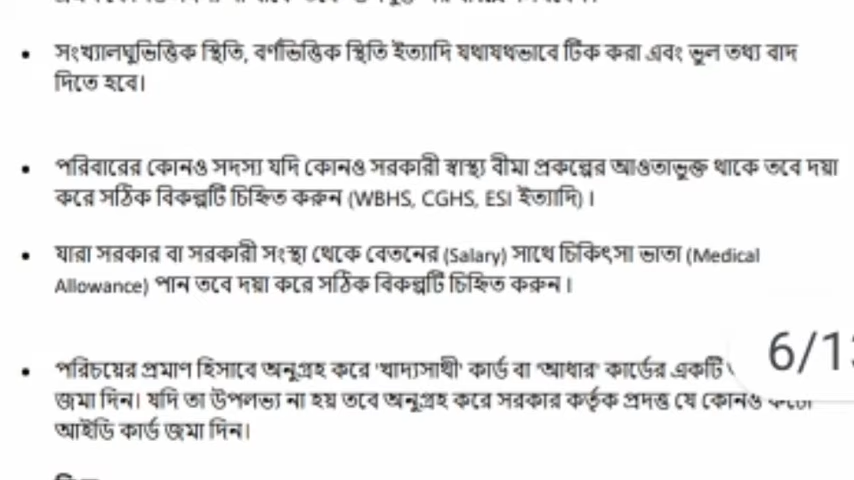 সংখ্যালঘুভিত্তিক স্থিতি, বর্ণভিত্তিক স্থিতি ইত্যাদি যথাযথভাবে টিক করা এবং ভুল তথ্য বাদ
দিতে হবে।
পরিবারের কোনও সদস্য যদি কোনও সরকারী স্বাস্থ্য বীমা প্রকল্পের আওতাভুক্ত থাকে তবে দয়া
করে সঠিক বিকল্পটি চিহ্নিত করুন (WBHS, CGHS, ESI ইত্যাদি) ।
যারা সরকার বা সরকারী সংস্থা থেকে বেতনের (Salary) সাথে চিকিৎসা ভাতা (Medical
Allowance) পান তবে দয়া করে সঠিক বিকল্পটি চিহ্নিত করুন ।
6/13
পরিচয়ের প্রমাণ হিসাবে অনুগ্রহ করে 'খাদ্যসাথী' কার্ড বা 'আধার' কার্ডের একটি
জমা দিন। যদি তা উপলভ্য না হয় তবে অনুগ্রহ করে সরকার কর্তৃক প্রদত্ত যে কোনও ফটো
আইডি কার্ড জমা দিন।